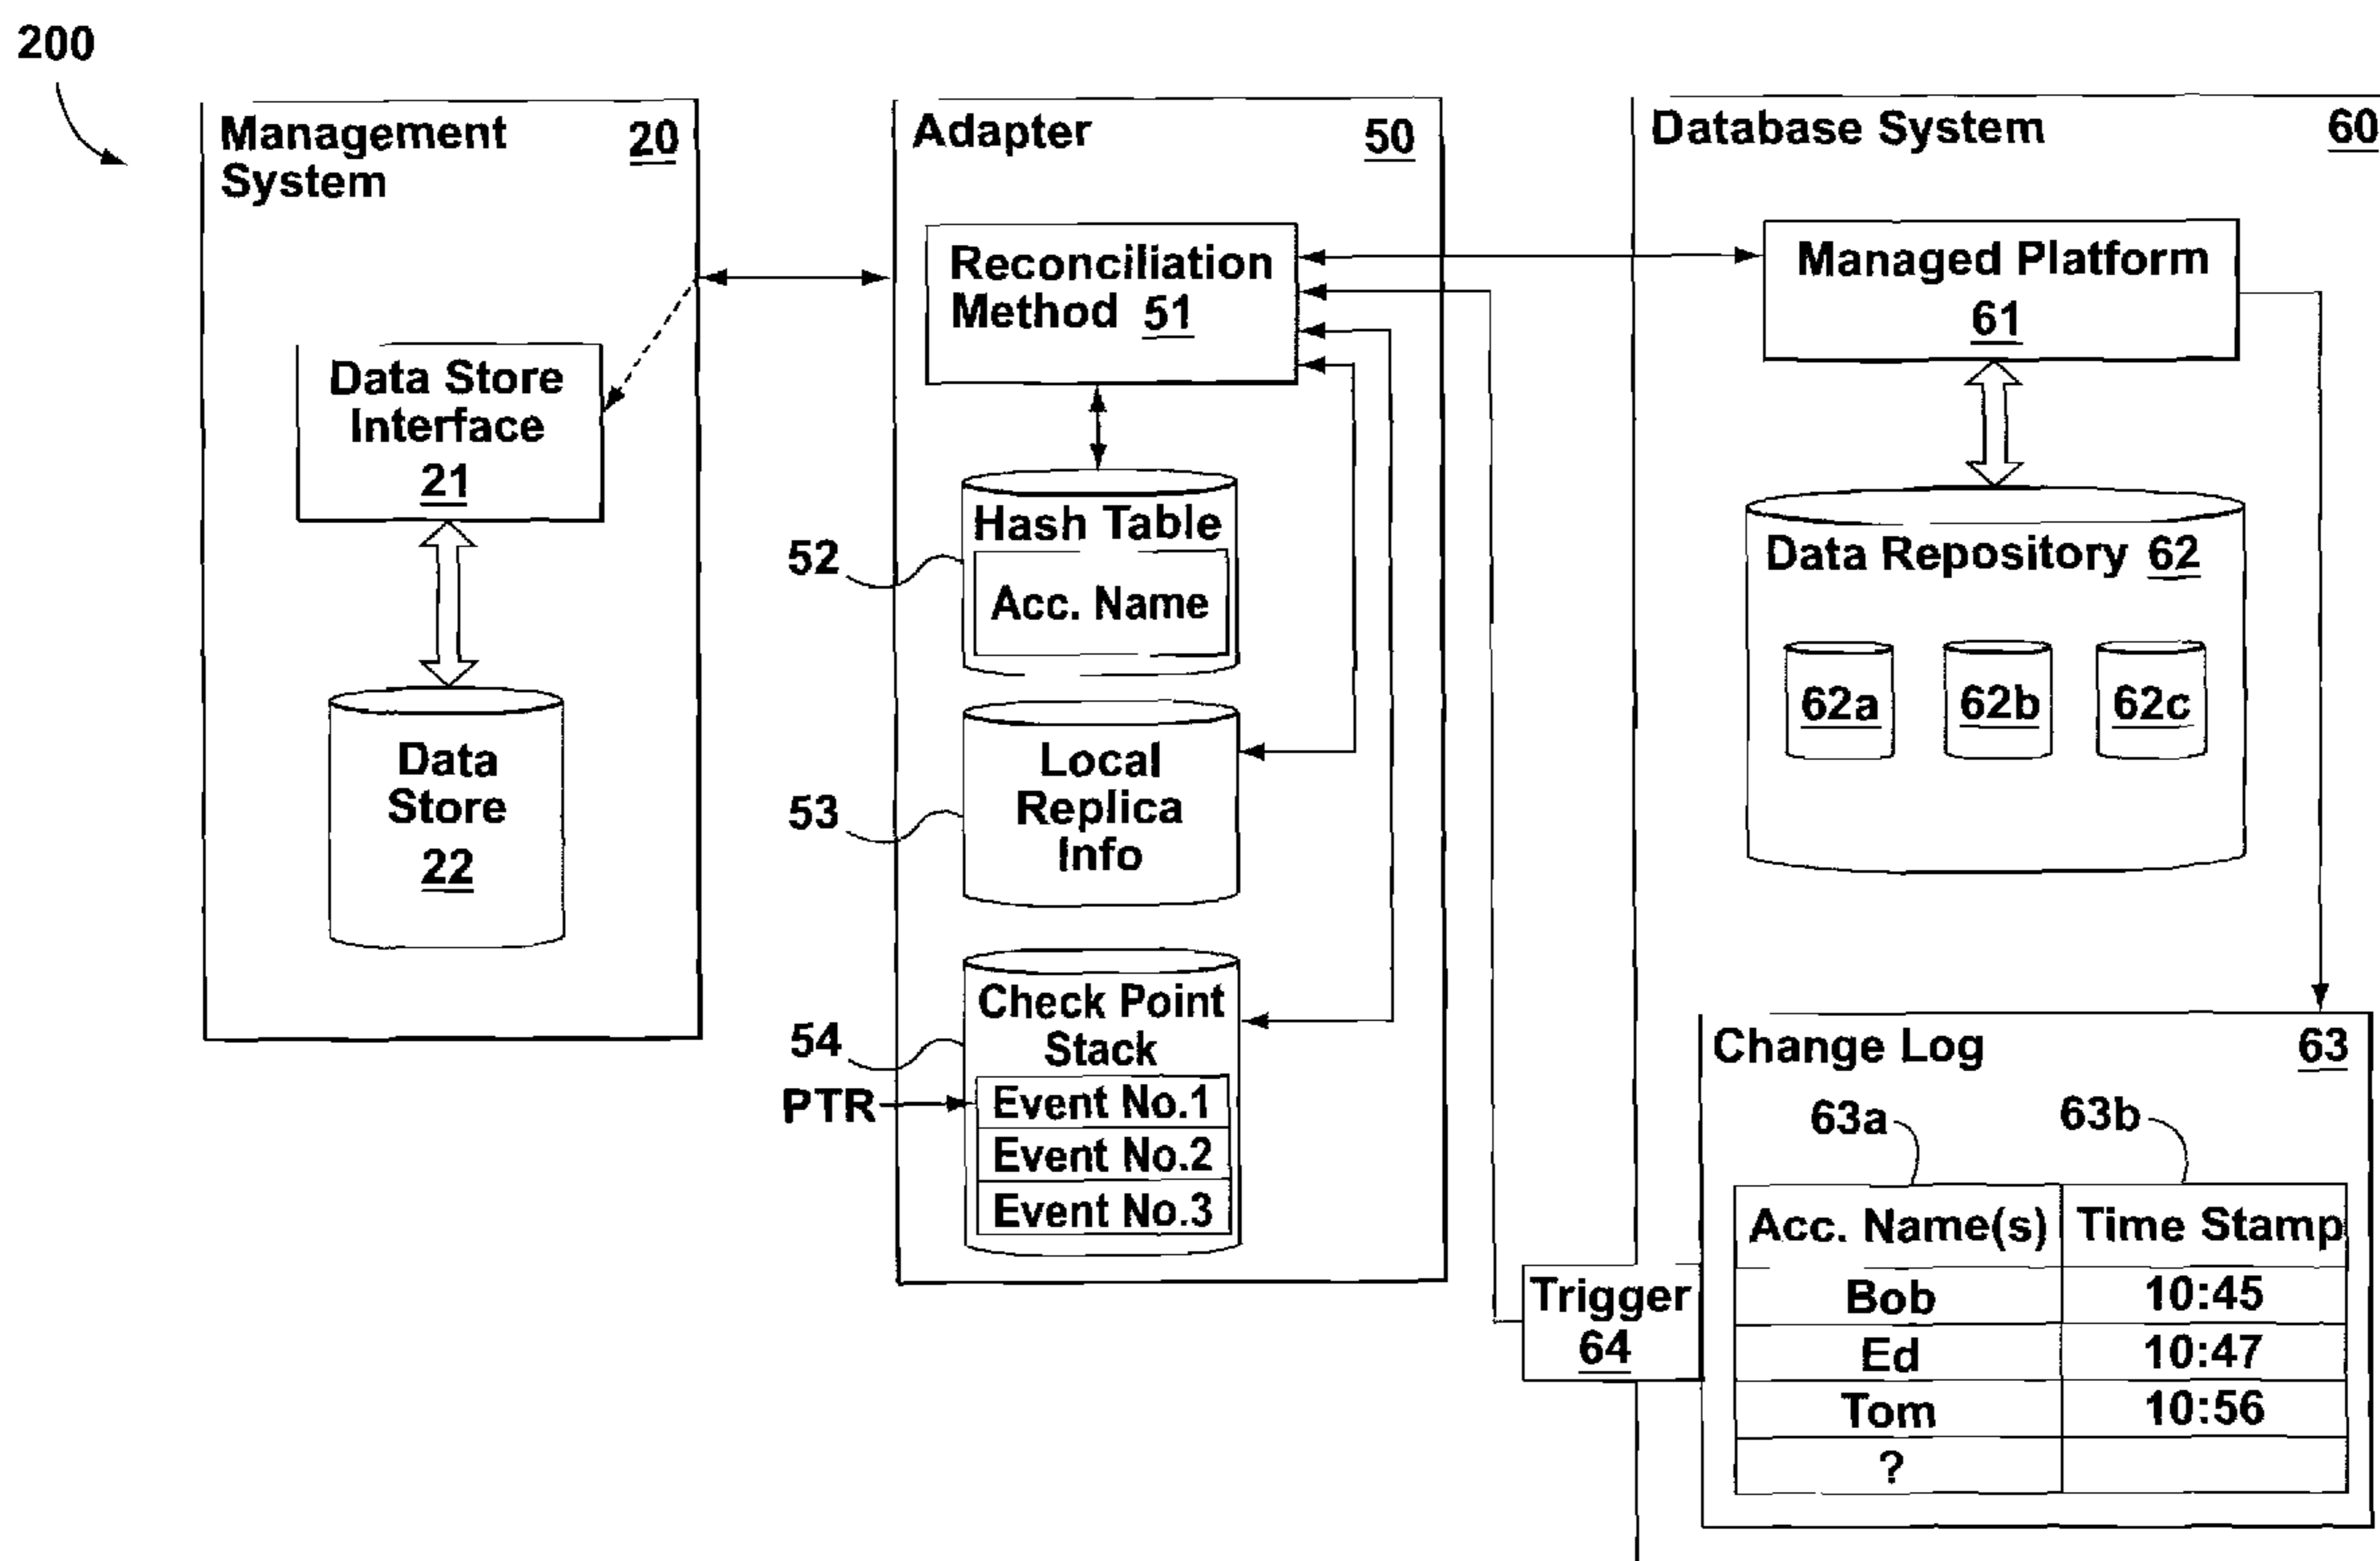 200
Management 20
System
Data Store
Interface
21
Data
Store
22
Adapter 50
Reconciliation
Method 51
52
Hash Table
Acc. Name
53
Local
Replica
Info
54
Check Point
Stack
PTR
Event No.1
Event No.2
Event No.3
Database System 60
Managed Platform
61
Data Repository 62
62a 62b 62c
Trigger
64
Change Log 63
63a 63b
Acc. Name(s) Time Stamp
Bob 10:45
Ed 10:47
Tom 10:56
?